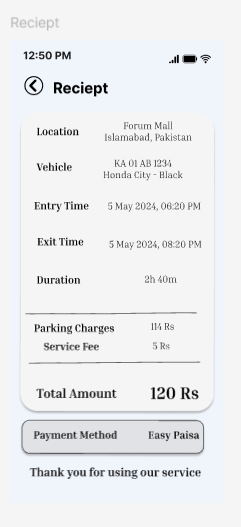 Reciept
12:50 PM
Reciept
Location Forum Mall
Islamabad, Pakistan
Vehicle KA 01 AB 1234
Honda City - Black
Entry Time 5 May 2024, 06:20 PM
Exit Time 5 May 2024, 08:20 PM
Duration 2h 40m
Parking Charges 114 Rs
Service Fee 5 Rs
Total Amount 120 Rs
Payment Method Easy Paisa
Thank you for using our service